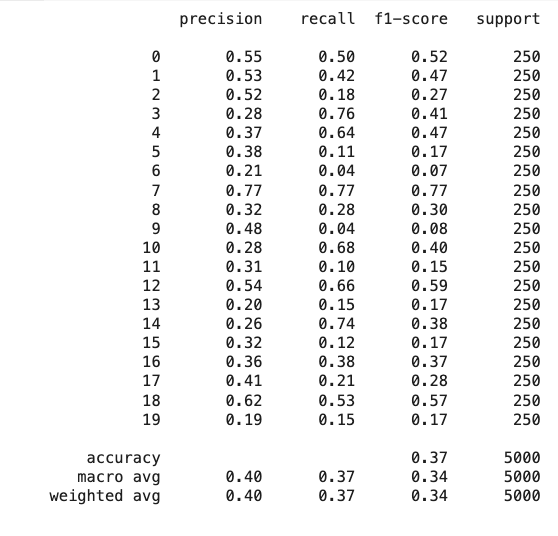 precision recall f1-score support
0 0.55 0.50 0.52 250
1 0.53 0.42 0.47 250
2 0.52 0.18 0.27 250
3 0.28 0.76 0.41 250
4 0.37 0.64 0.47 250
5 0.38 0.11 0.17 250
6 0.21 0.04 0.07 250
7 0.77 0.77 0.77 250
8 0.32 0.28 0.30 250
9 0.48 0.04 0.08 250
10 0.28 0.68 0.40 250
11 0.31 0.10 0.15 250
12 0.54 0.66 0.59 250
13 0.20 0.15 0.17 250
14 0.26 0.74 0.38 250
15 0.32 0.12 0.17 250
16 0.36 0.38 0.37 250
17 0.41 0.21 0.28 250
18 0.62 0.53 0.57 250
19 0.19 0.15 0.17 250
accuracy 0.37 5000
macro avg 0.40 0.37 0.34 5000
weighted avg 0.40 0.37 0.34 5000